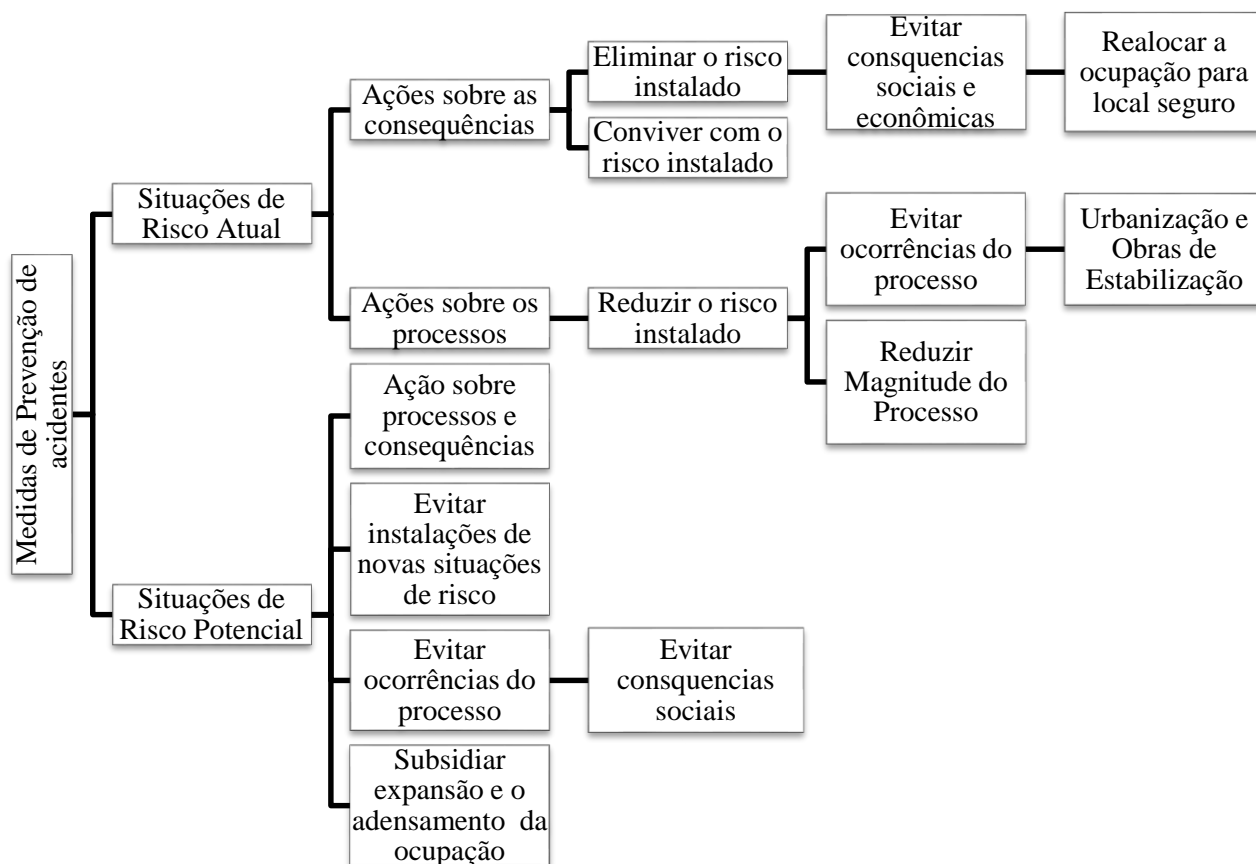 Medidas de Prevenção de
acidentes
Situações de
Risco Atual
Ações sobre as
consequências
Eliminar o risco
instalado
Evitar
consquencias
sociais e
econômicas
Realocar a
ocupação para
local seguro
Conviver com o
risco instalado
Ações sobre os
processos
Reduzir o risco
instalado
Evitar
ocorrências do
processo
Urbanização e
Obras de
Estabilização
Reduzir
Magnitude do
Processo
Situações de
Risco Potencial
Ação sobre
processos e
consequências
Evitar
instalações de
novas situações
de risco
Evitar
ocorrências do
processo
Evitar
consquencias
sociais
Subsidiar
expansão e o
adensamento da
ocupação